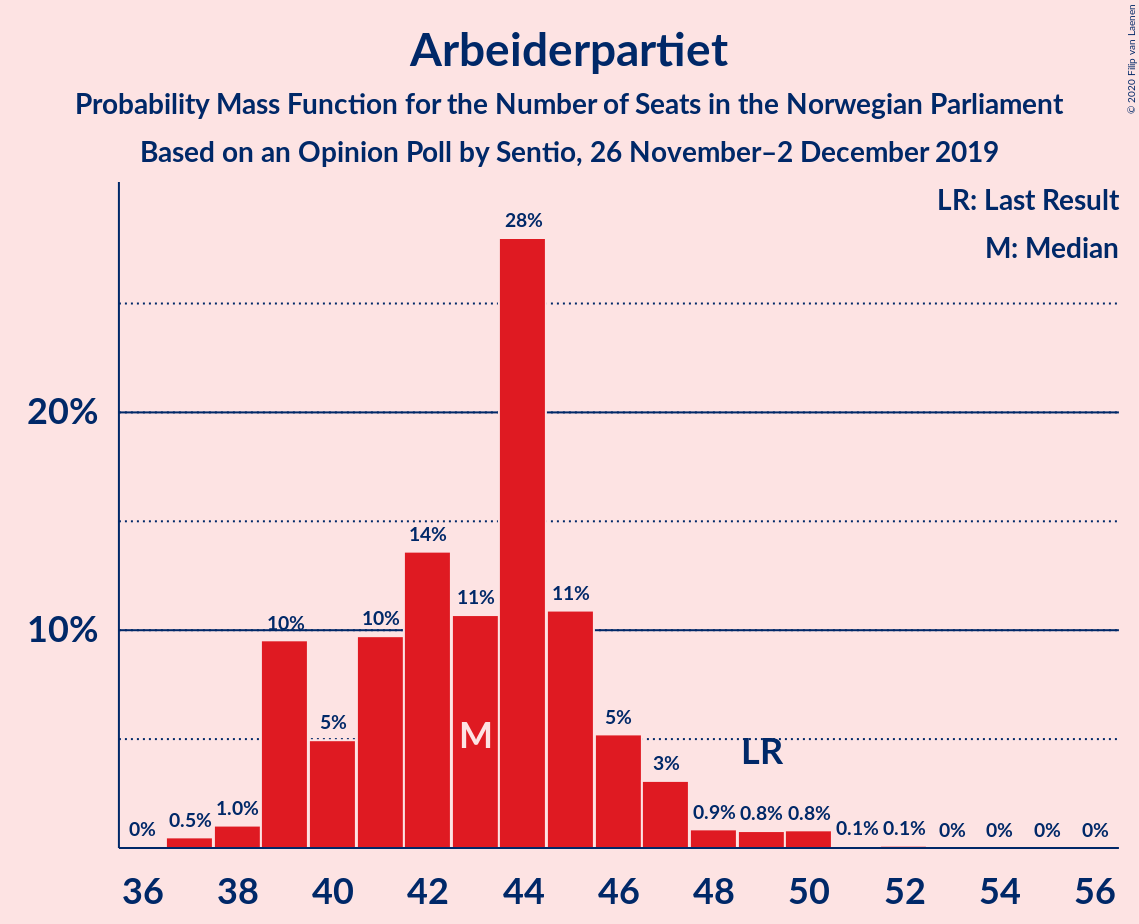 Arbeiderpartiet
Probability Mass Function for the Number of Seats in the Norwegian Parliament
Based on an Opinion Poll by Sentio, 26 November–2 December 2019
© 2020 Filip van Laenen
LR: Last Result
M: Median
28%
20%
14%
11%
11%
10%
10%
10%
5%
5%
M
LR
3%
0%
0.5%
1.0%
0.9%
0.8%
0.8%
0.1%
0.1%
0%
0%
0%
0%
36 38 40 42 44 46 48 50 52 54 56